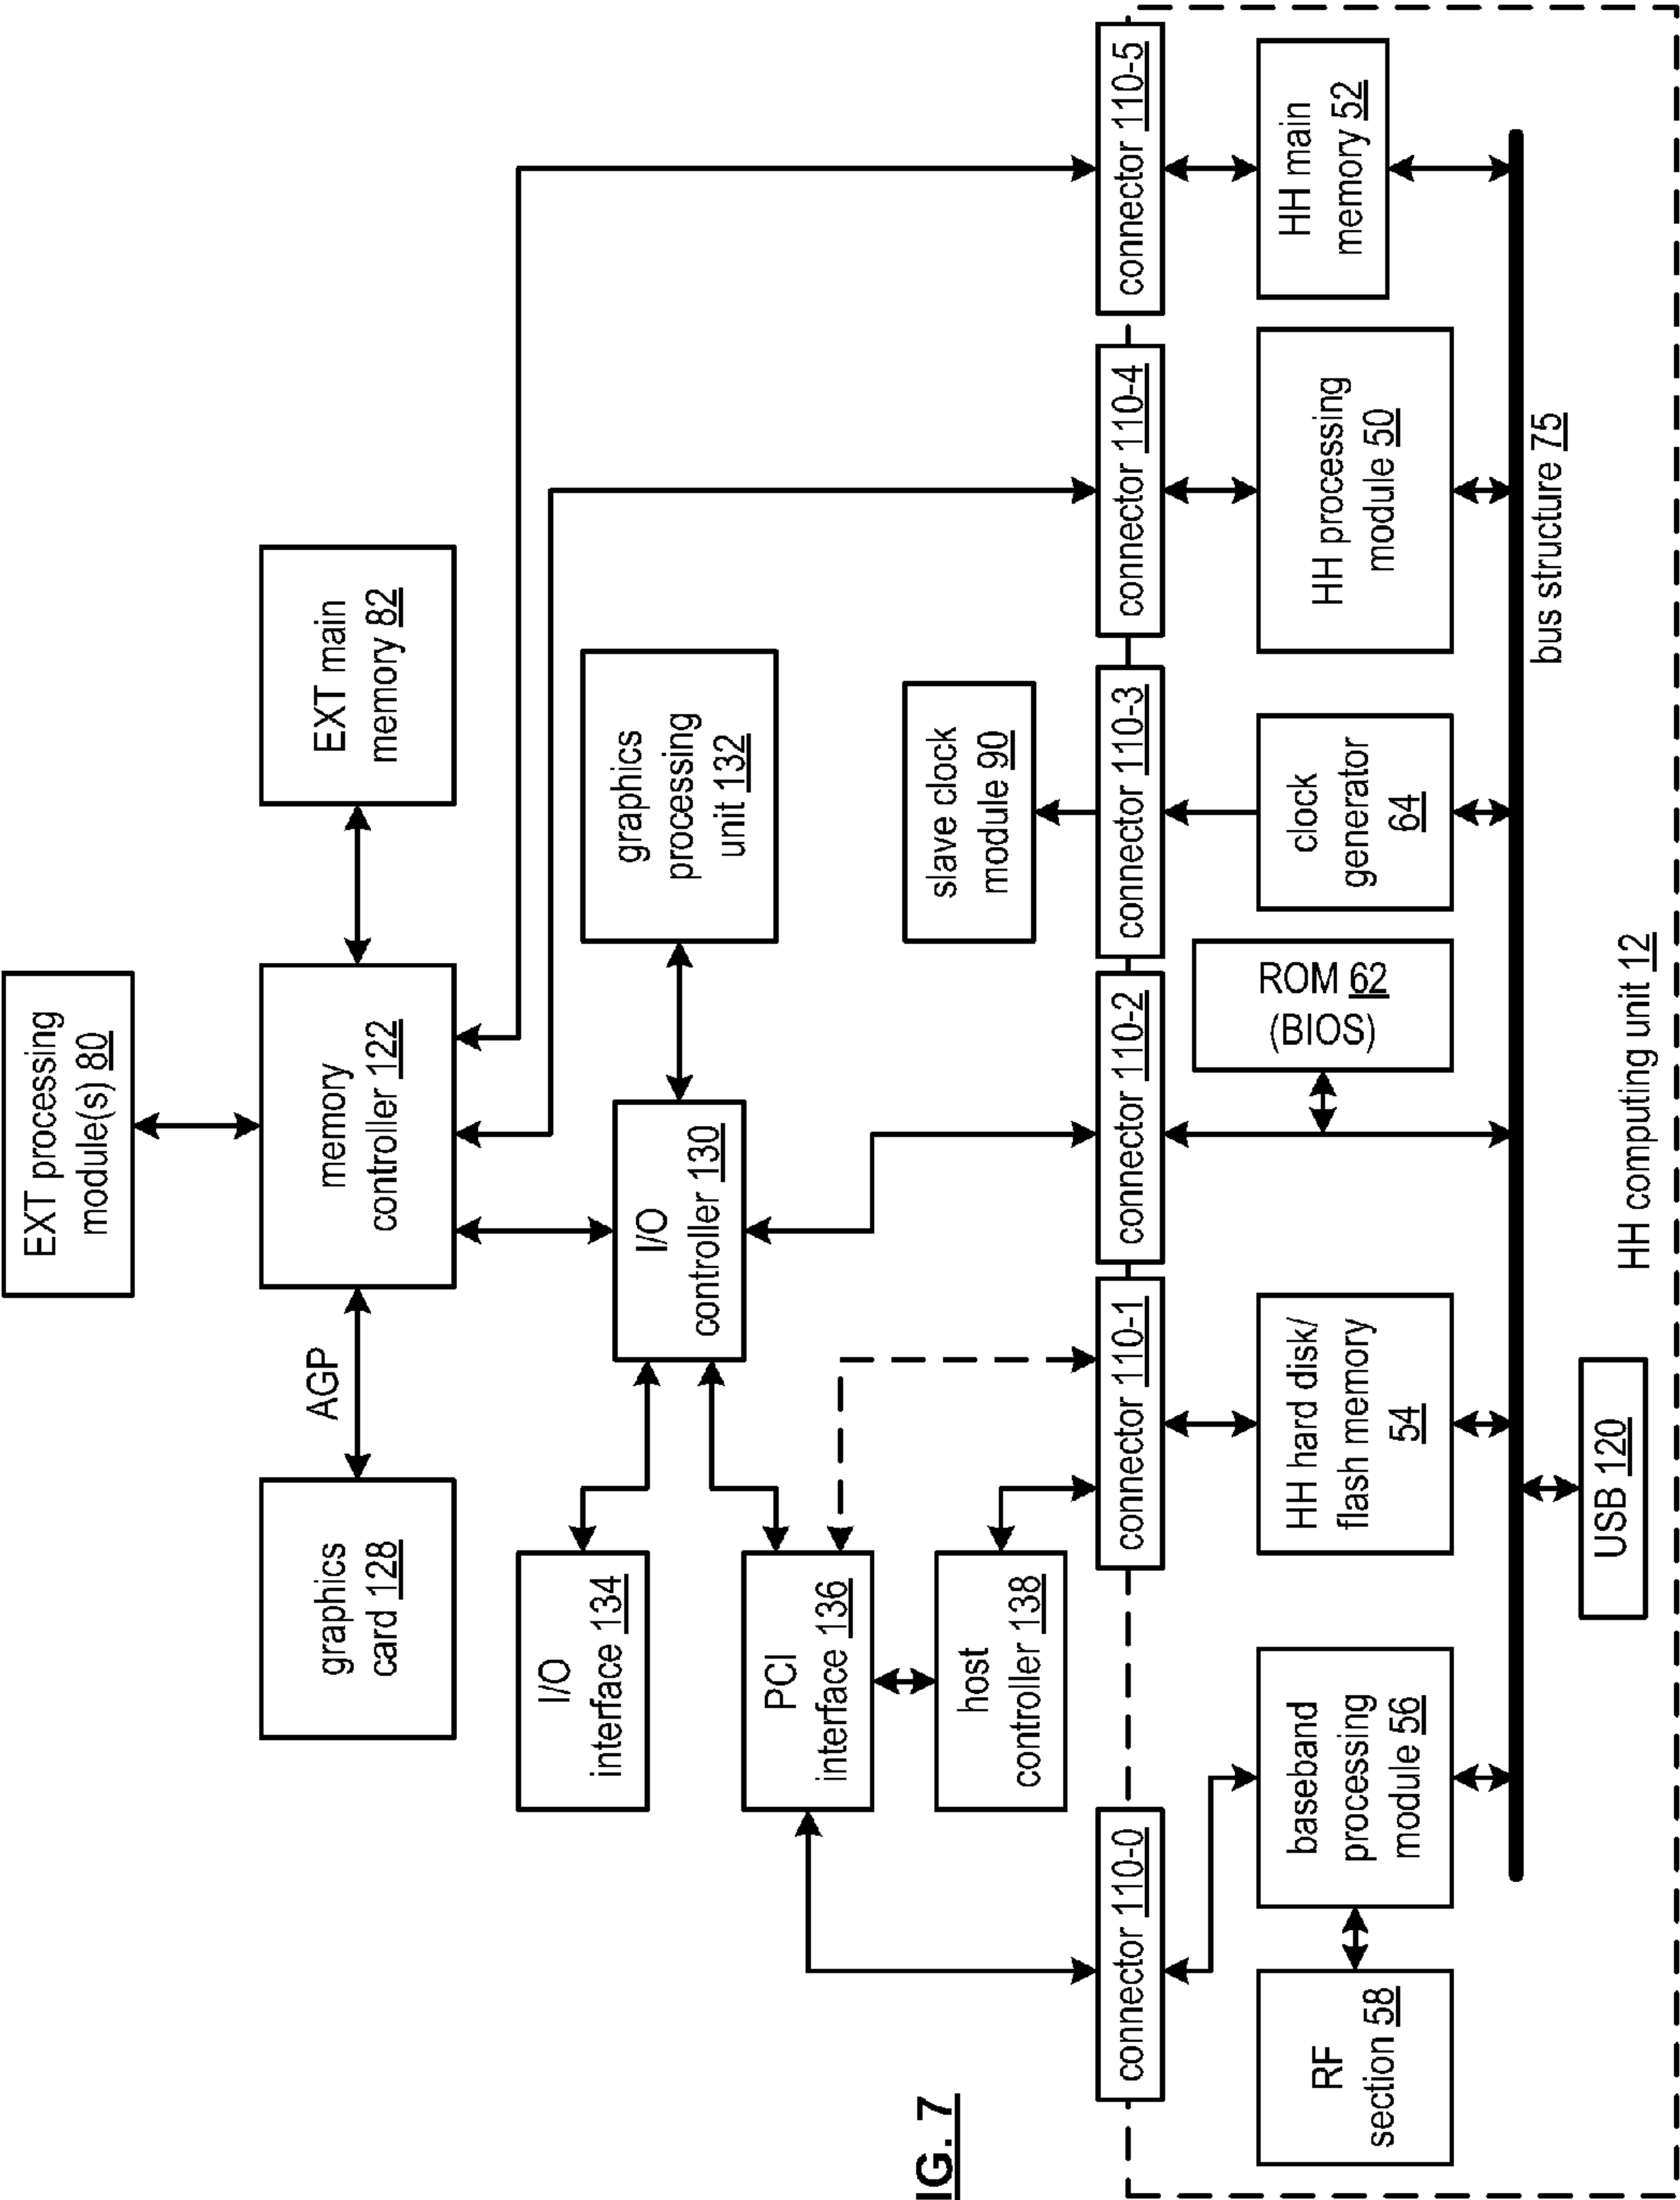 EXT processing
module(s) 80
graphics
card 128
AGP
memory
controller 122
EXT main
memory 82
I/O
interface 134
I/O
controller 130
graphics
processing
unit 132
PCI
interface 136
host
controller 138
slave clock
module 90
connector 110-0
connector 110-1
connector 110-2
connector 110-3
connector 110-4
connector 110-5
RF
section 58
baseband
processing
module 56
HH hard disk/
flash memory
54
ROM 62
(BIOS)
clock
generator
64
HH processing
module 50
HH main
memory 52
bus structure 75
USB 120
HH computing unit 12
IG. 7